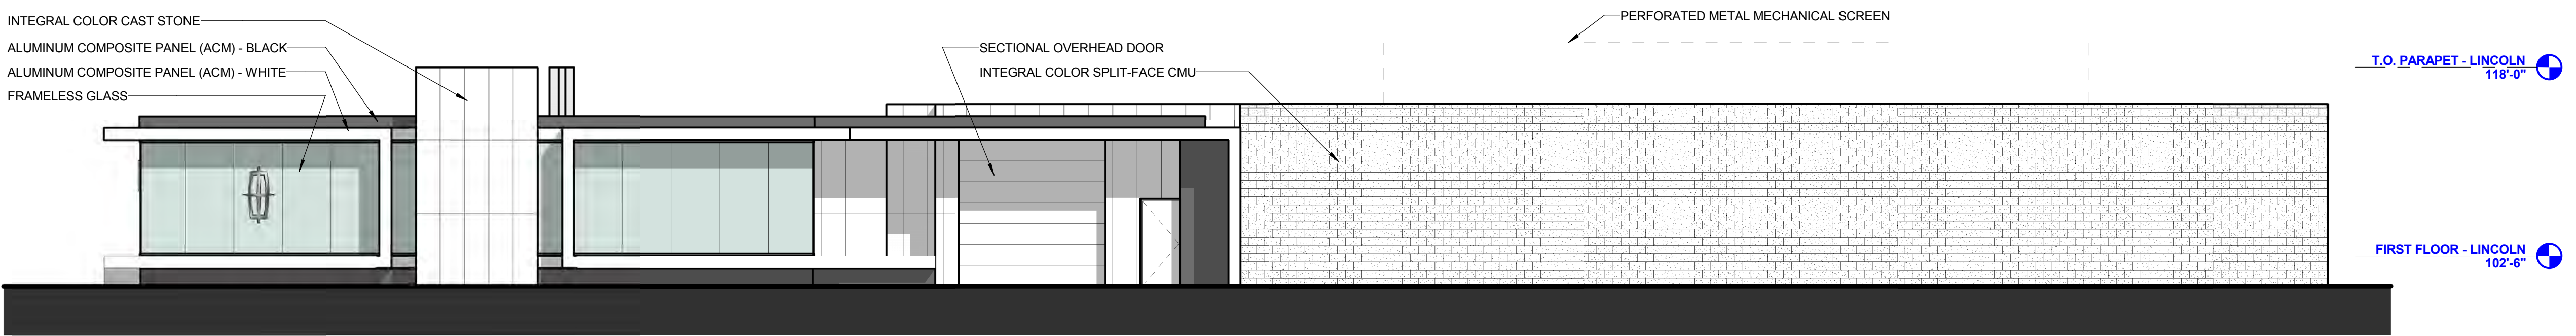 INTEGRAL COLOR CAST STONE
ALUMINUM COMPOSITE PANEL (ACM) - BLACK
ALUMINUM COMPOSITE PANEL (ACM) - WHITE
FRAMELESS GLASS
SECTIONAL OVERHEAD DOOR
INTEGRAL COLOR SPLIT-FACE CMU
PERFORATED METAL MECHANICAL SCREEN
T.O. PARAPET - LINCOLN
118'-0"
FIRST FLOOR - LINCOLN
102'-6"